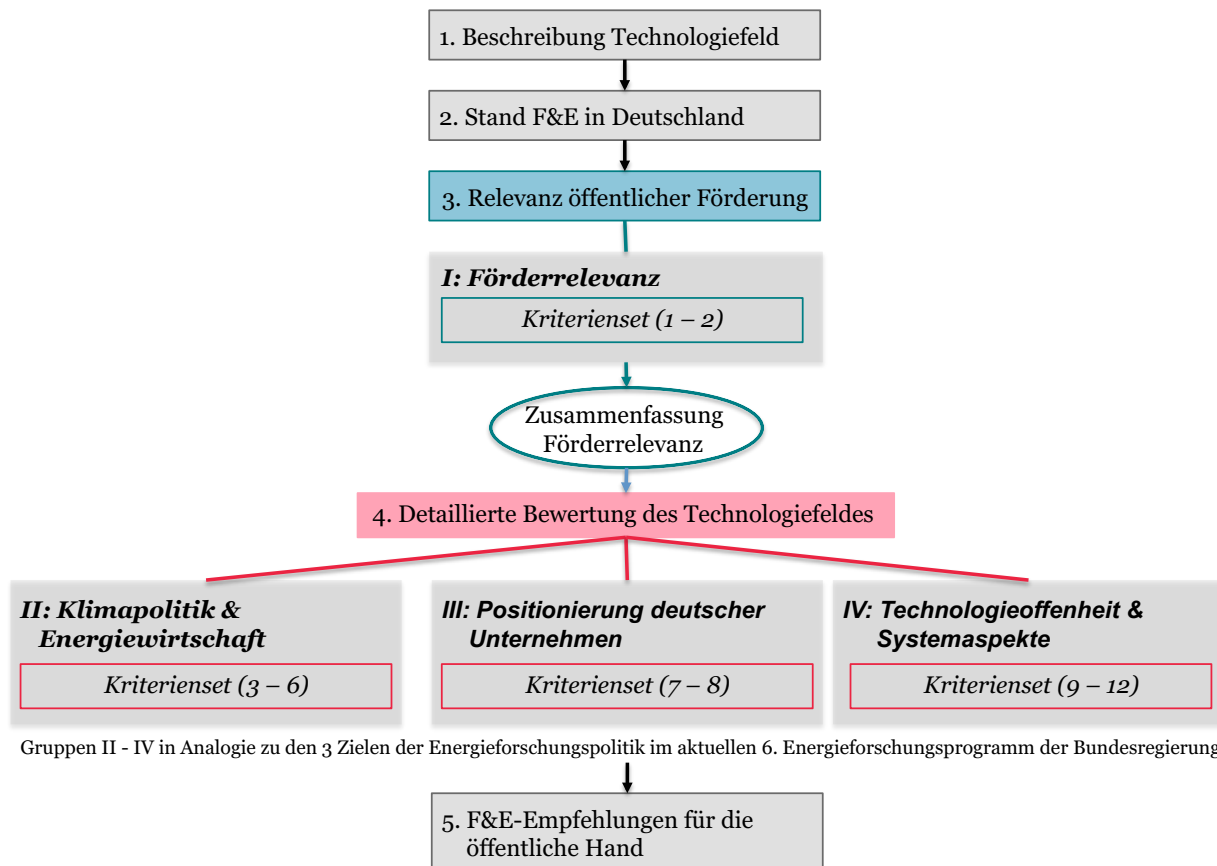 1. Beschreibung Technologiefeld
2. Stand F&E in Deutschland
3. Relevanz öffentlicher Förderung
I: Förderrelevanz
Kriterienset (1 – 2)
Zusammenfassung
Förderrelevanz
4. Detaillierte Bewertung des Technologiefeldes
II: Klimapolitik &
Energiewirtschaft
Kriterienset (3 – 6)
III: Positionierung deutscher
Unternehmen
Kriterienset (7 – 8)
IV: Technologieoffenheit &
Systemaspekte
Kriterienset (9 – 12)
Gruppen II - IV in Analogie zu den 3 Zielen der Energieforschungspolitik im aktuellen 6. Energieforschungsprogramm der Bundesregierung
5. F&E-Empfehlungen für die
öffentliche Hand